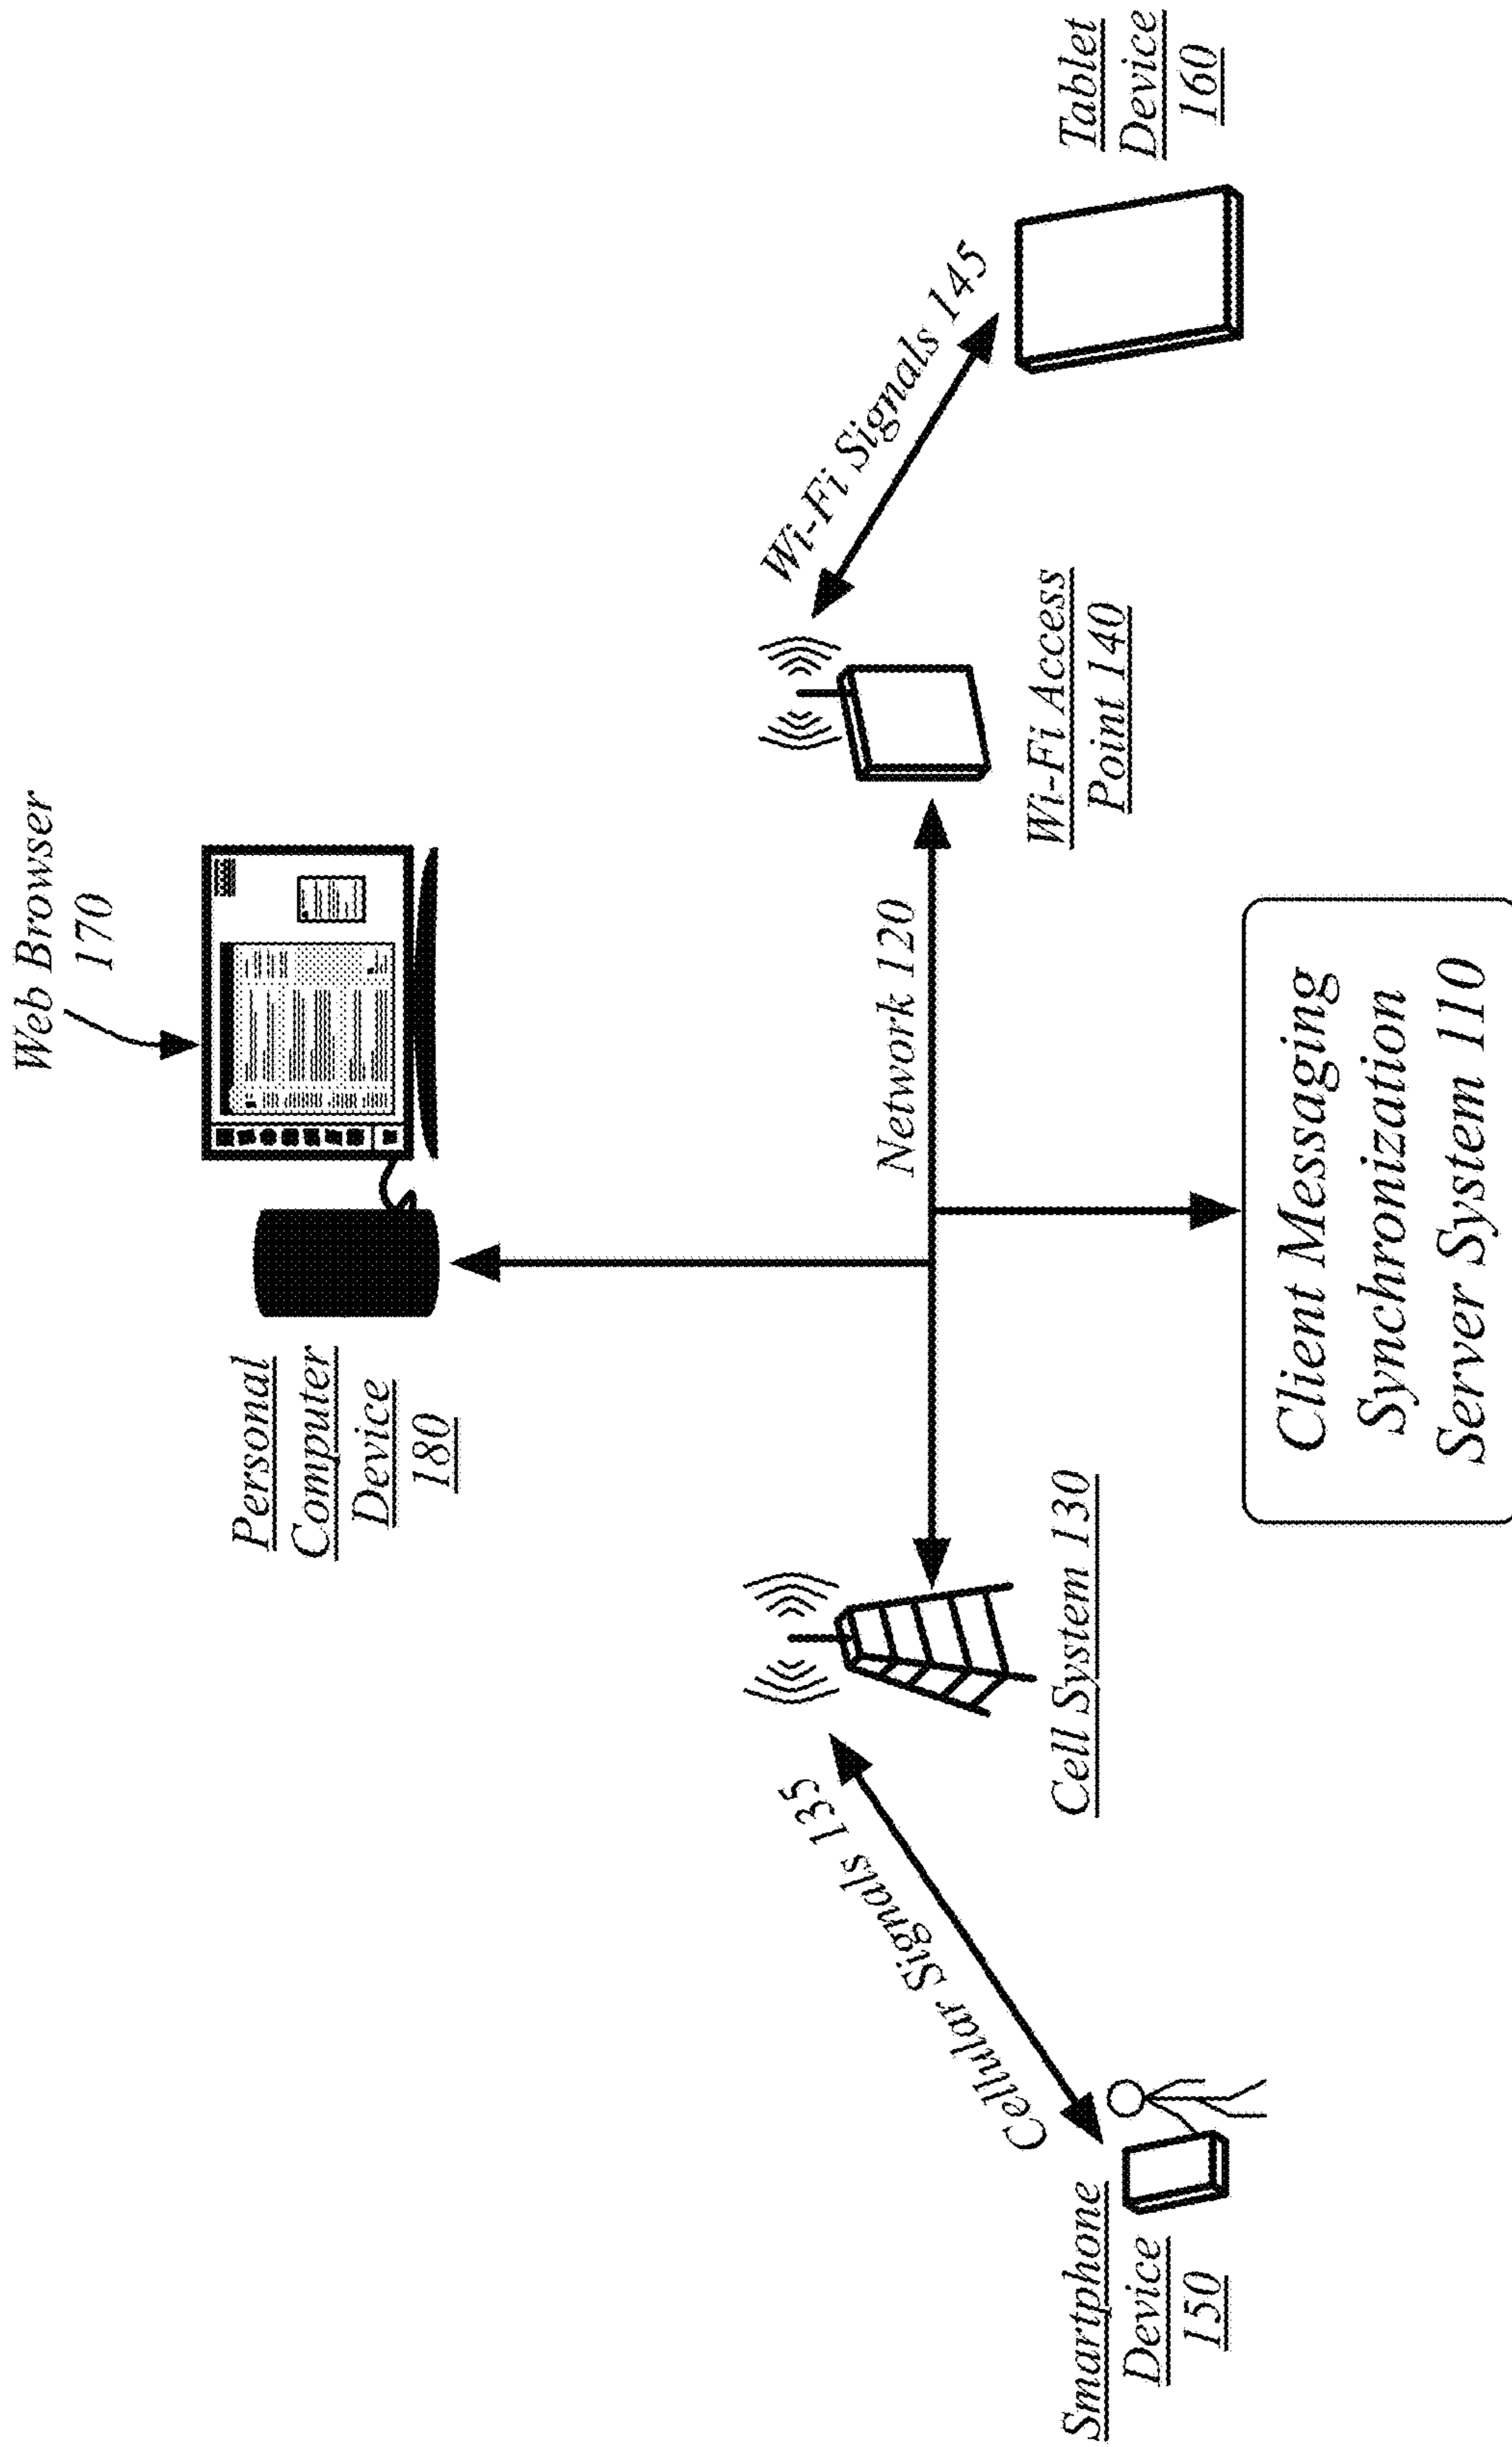 Web Browser
170
Personal
Computer
Device
180
Network 120
Cellular Signals 135
Wi-Fi Signals 145
Smartphone
Device
150
Cell System 130
Wi-Fi Access
Point 140
Tablet
Device
160
Client Messaging
Synchronization
Server System 110